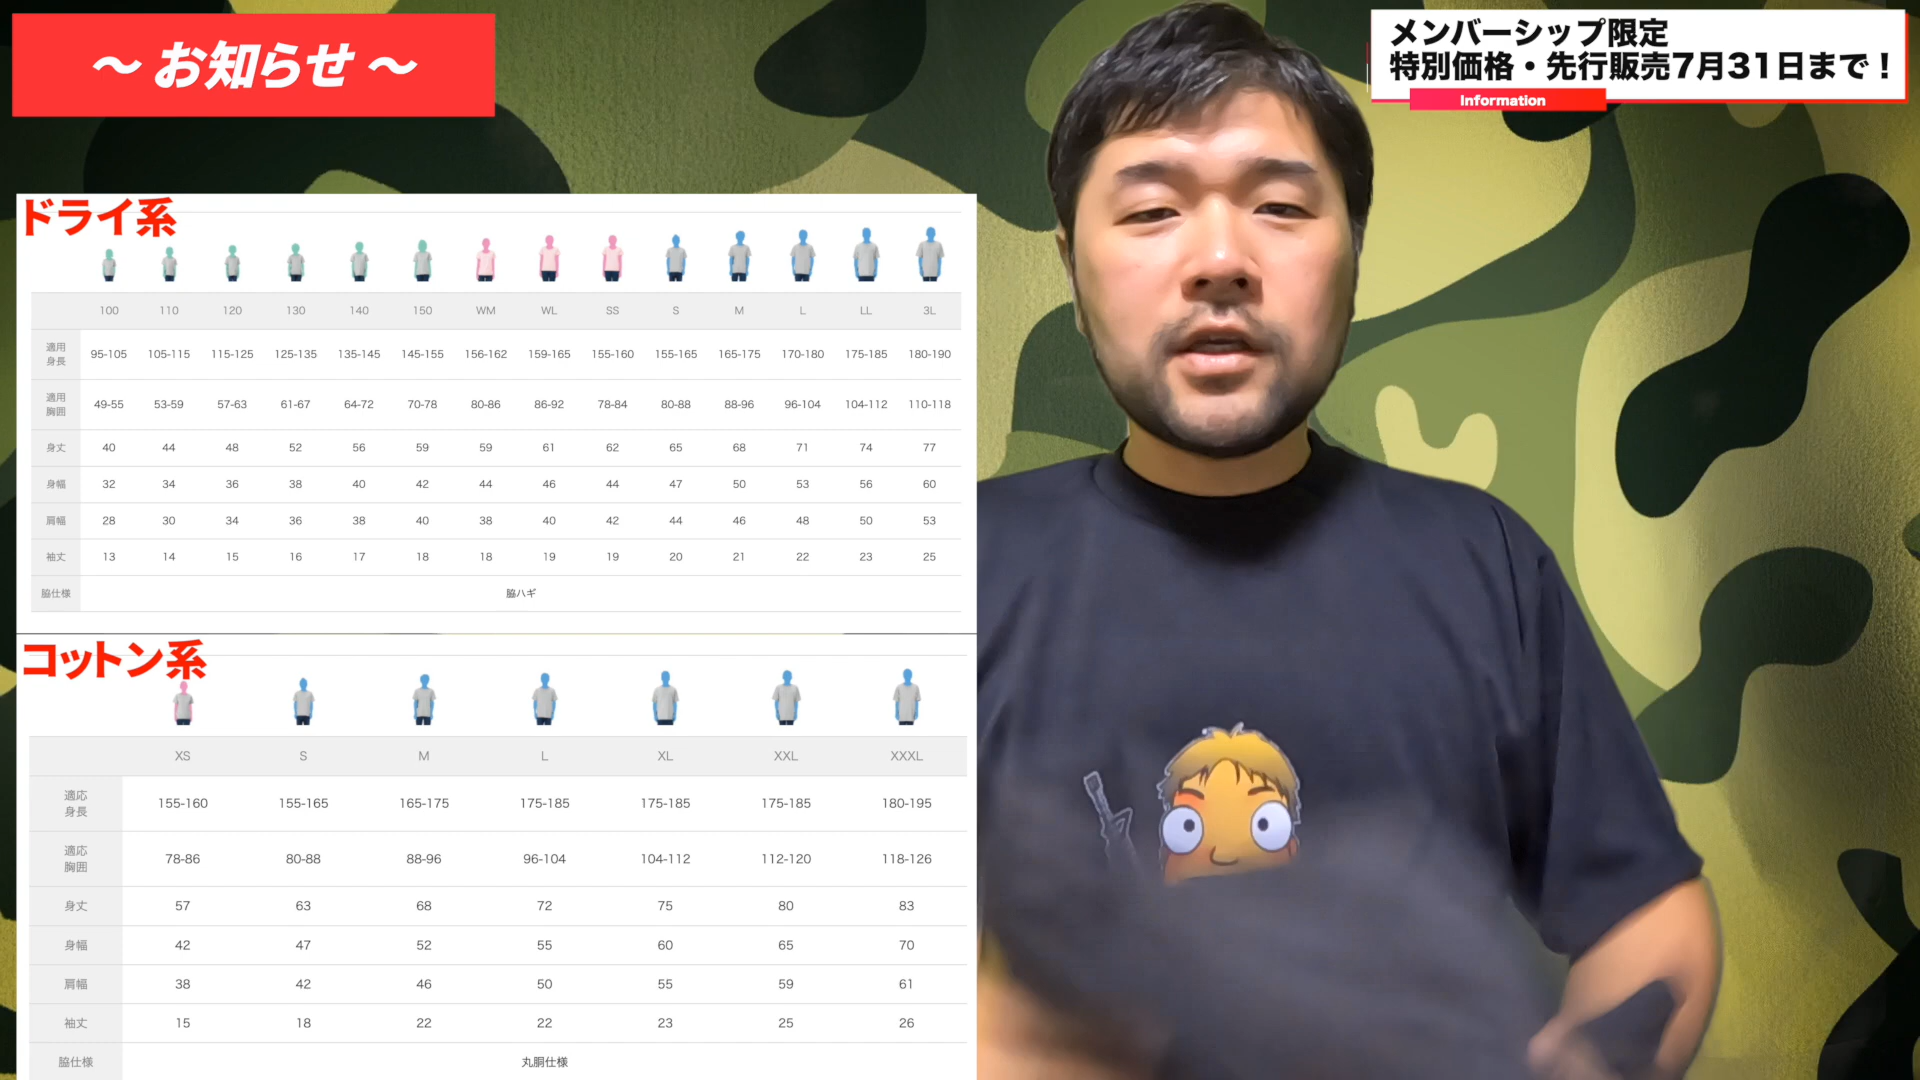 ～ お知らせ ～
メンバーシップ限定
特別価格・先行販売7月31日まで！
Information
ドライ系
100 110 120 130 140 150 WM WL SS S M L LL 3L
適用身長 95-105 105-115 115-125 125-135 135-145 145-155 156-162 159-165 155-160 155-165 165-175 170-180 175-185 180-190
適用胸囲 49-55 53-59 57-63 61-67 64-72 70-78 80-86 86-92 78-84 80-88 88-96 96-104 104-112 110-118
身丈 40 44 48 52 56 59 59 61 62 65 68 71 74 77
身幅 32 34 36 38 40 42 44 46 44 47 50 53 56 60
肩幅 28 30 34 36 38 40 38 40 42 44 46 48 50 53
袖丈 13 14 15 16 17 18 18 19 19 20 21 22 23 25
脇仕様 脇ハギ
コットン系
XS S M L XL XXL XXXL
適応身長 155-160 155-165 165-175 175-185 175-185 175-185 180-195
適応胸囲 78-86 80-88 88-96 96-104 104-112 112-120 118-126
身丈 57 63 68 72 75 80 83
身幅 42 47 52 55 60 65 70
肩幅 38 42 46 50 55 59 61
袖丈 15 18 22 22 23 25 26
脇仕様 丸胴仕様